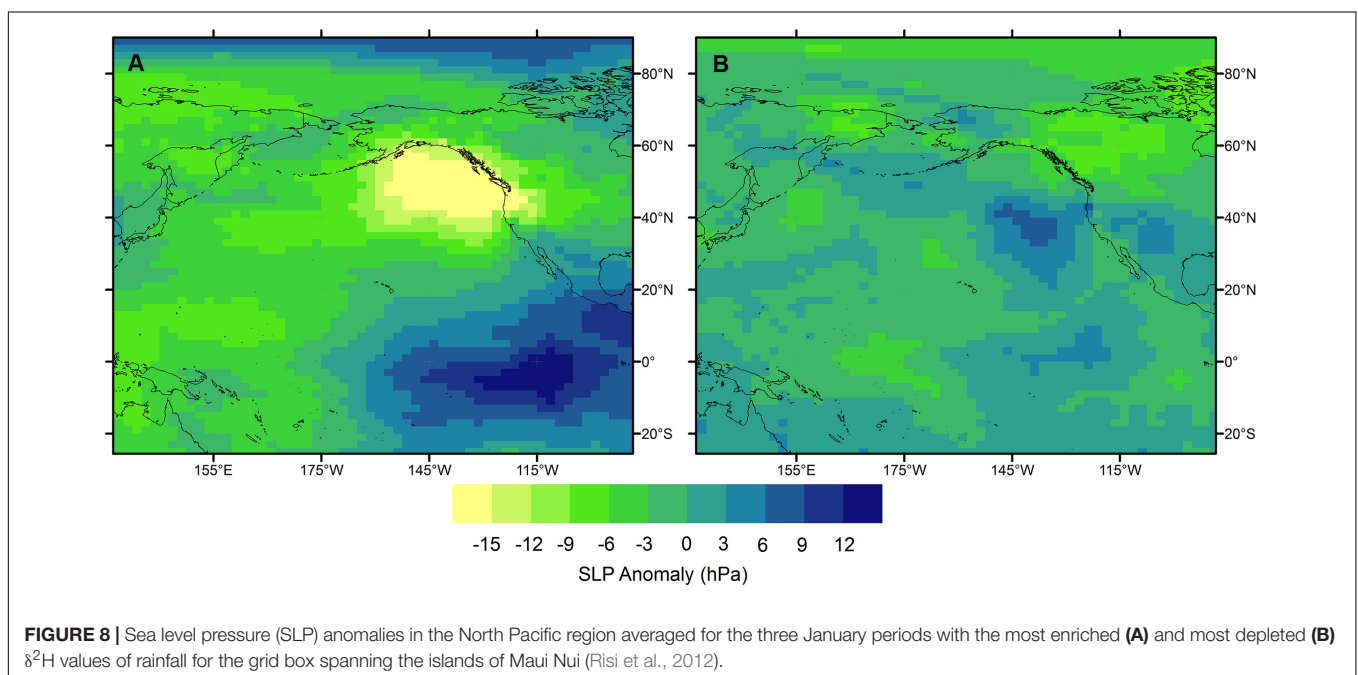 A
B
80°N
80°N
60°N
60°N
40°N
40°N
20°N
20°N
0°
0°
20°S
20°S
155°E 175°W 145°W 115°W
155°E 175°W 145°W 115°W
-15 -12 -9 -6 -3 0 3 6 9 12
SLP Anomaly (hPa)
FIGURE 8 | Sea level pressure (SLP) anomalies in the North Pacific region averaged for the three January periods with the most enriched (A) and most depleted (B)
δ²H values of rainfall for the grid box spanning the islands of Maui Nui (Risi et al., 2012).